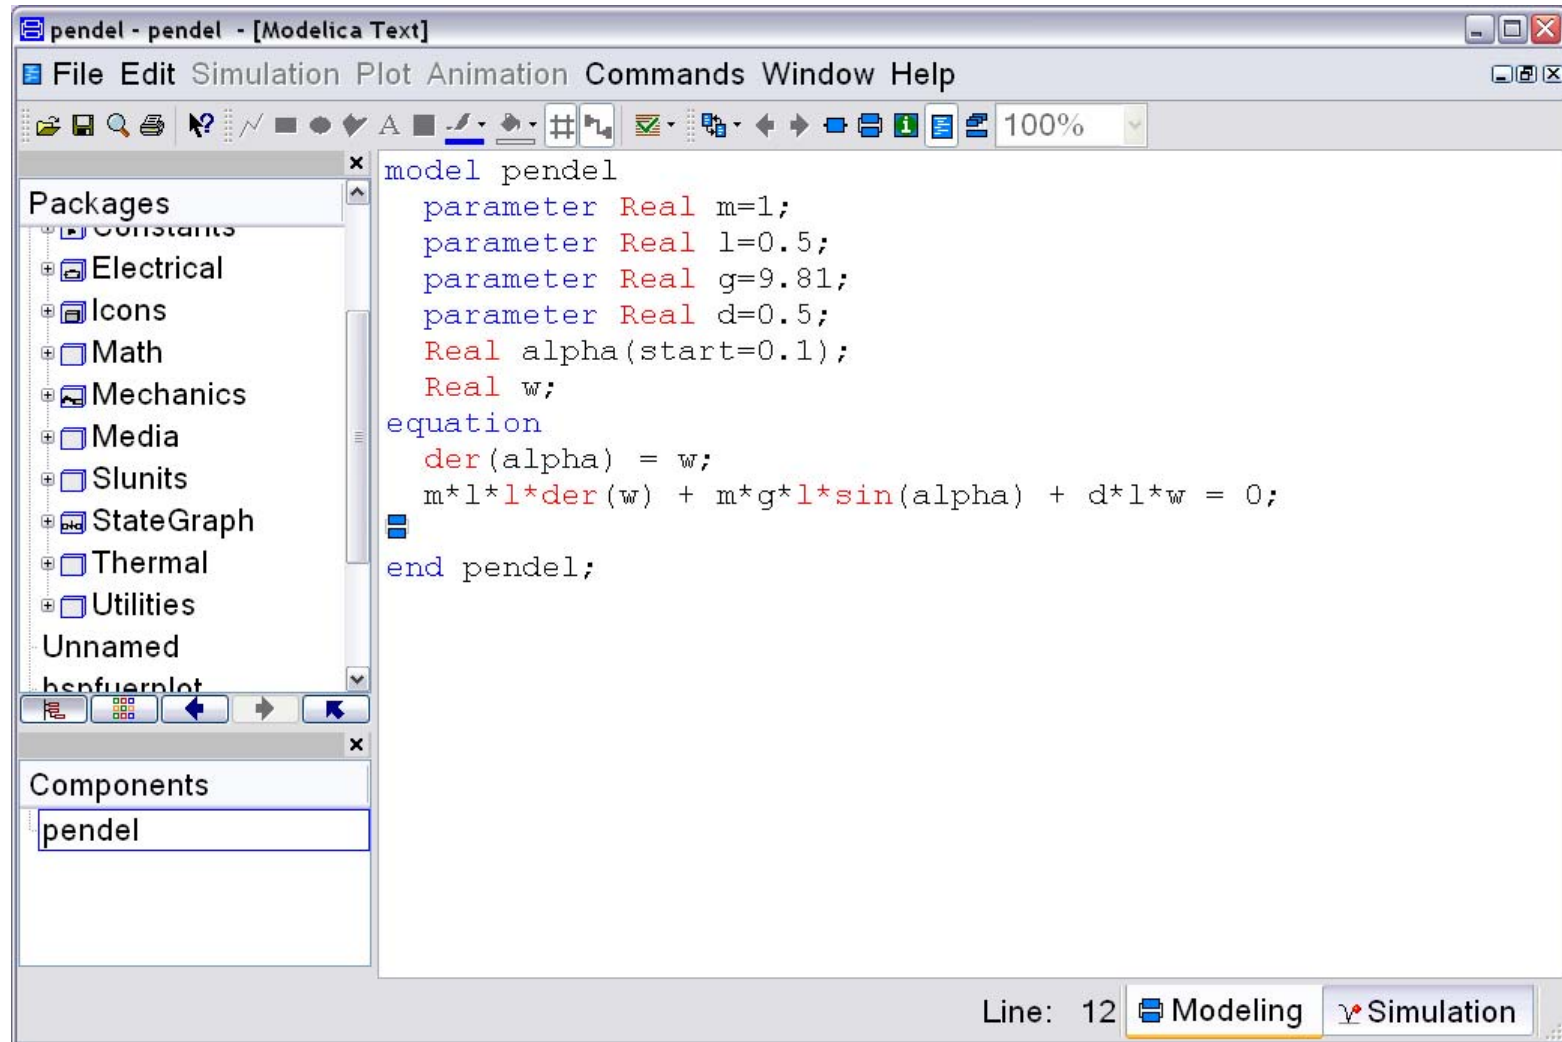 pendel - pendel - [Modelica Text]
File Edit Simulation Plot Animation Commands Window Help
100%
Packages
Constants
Electrical
Icons
Math
Mechanics
Media
SIunits
StateGraph
Thermal
Utilities
Unnamed
bspfuerplot
Components
pendel
model pendel
parameter Real m=1;
parameter Real l=0.5;
parameter Real g=9.81;
parameter Real d=0.5;
Real alpha(start=0.1);
Real w;
equation
der(alpha) = w;
m*l*l*der(w) + m*g*l*sin(alpha) + d*l*w = 0;
end pendel;
Line: 12 Modeling Simulation